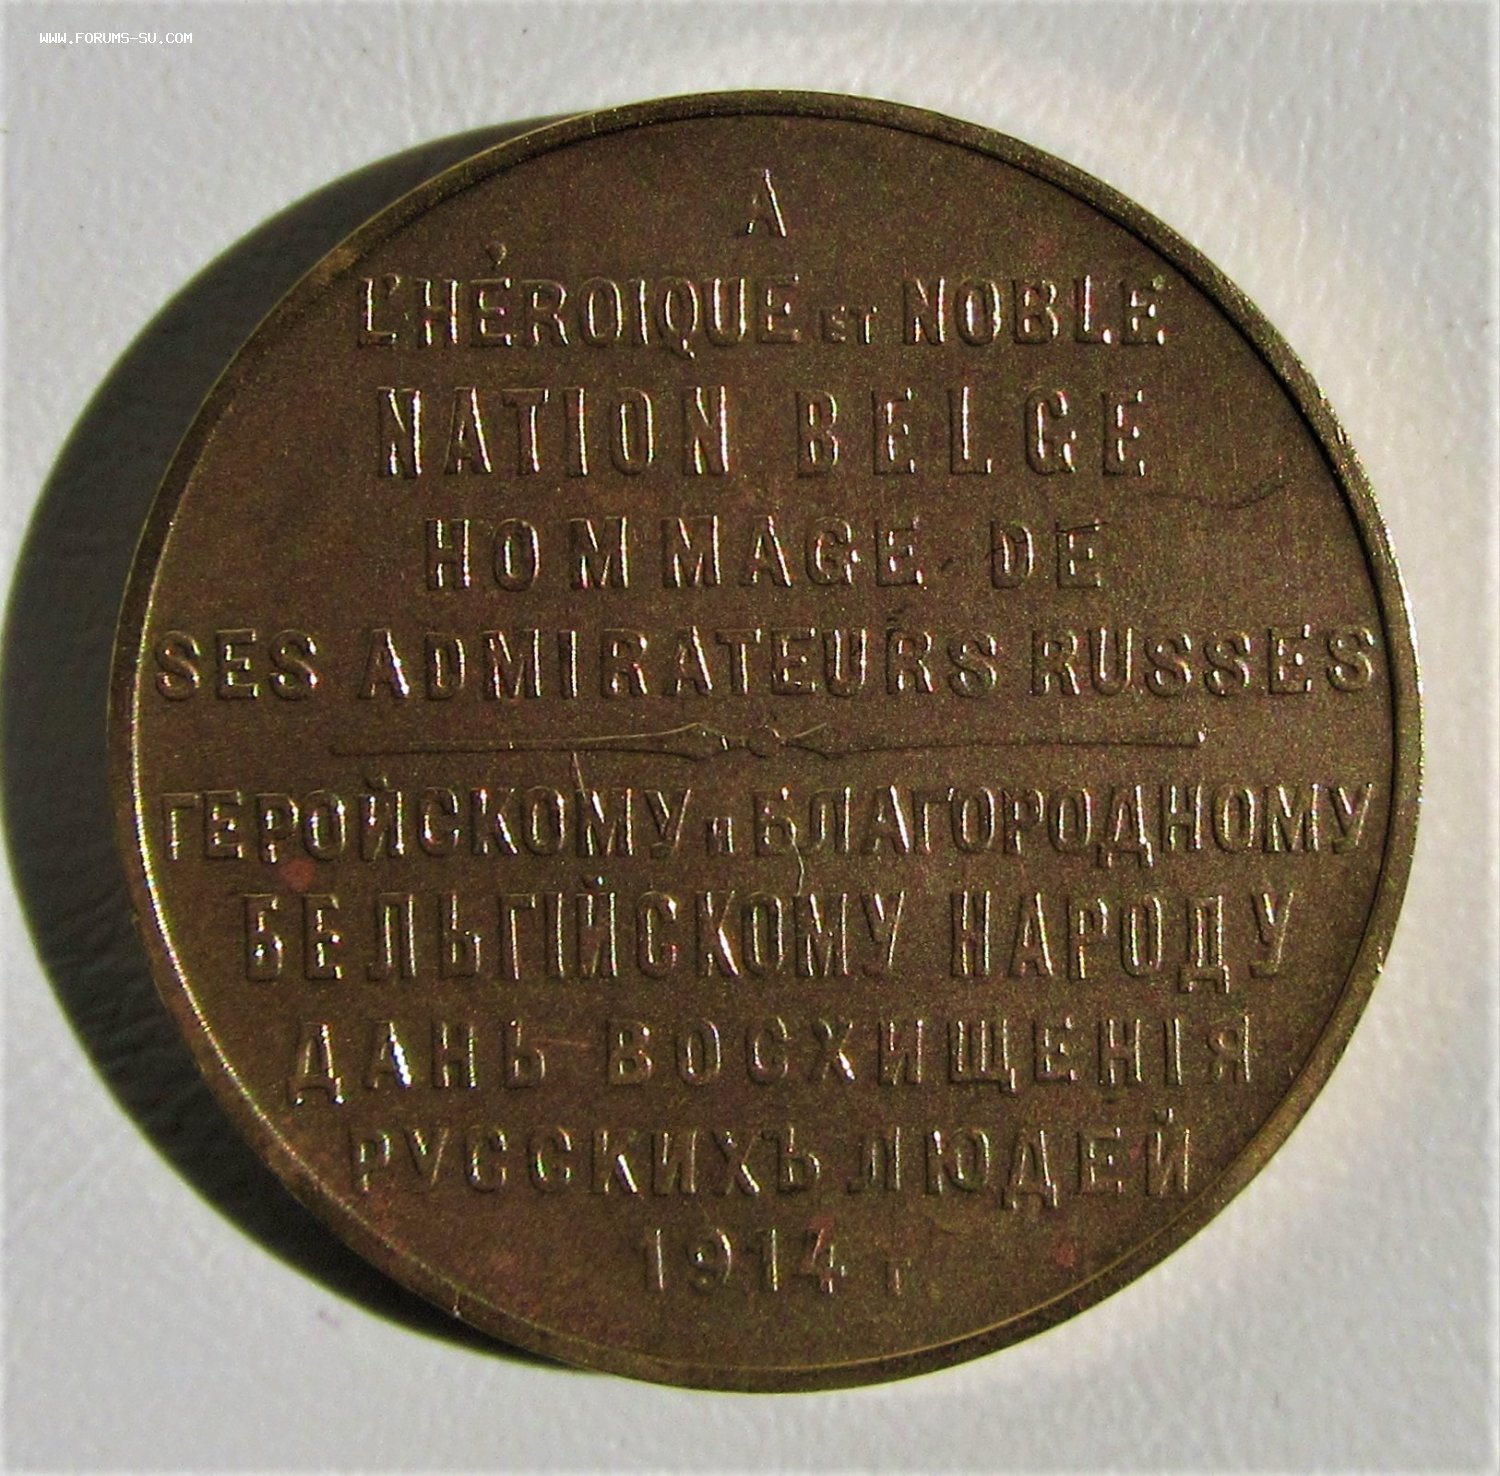 WWW.FORUMS-SU.COM
A
L'HÉROIQUE ET NOBLE
NATION BELGE
HOMMAGE DE
SES ADMIRATEURS RUSSES
ГЕРОЙСКОМУ И БЛАГОРОДНОМУ
БЕЛЬГІЙСКОМУ НАРОДУ
ДАНЬ ВОСХИЩЕНІЯ
РУССКИХЪ ЛЮДЕЙ
1914 г